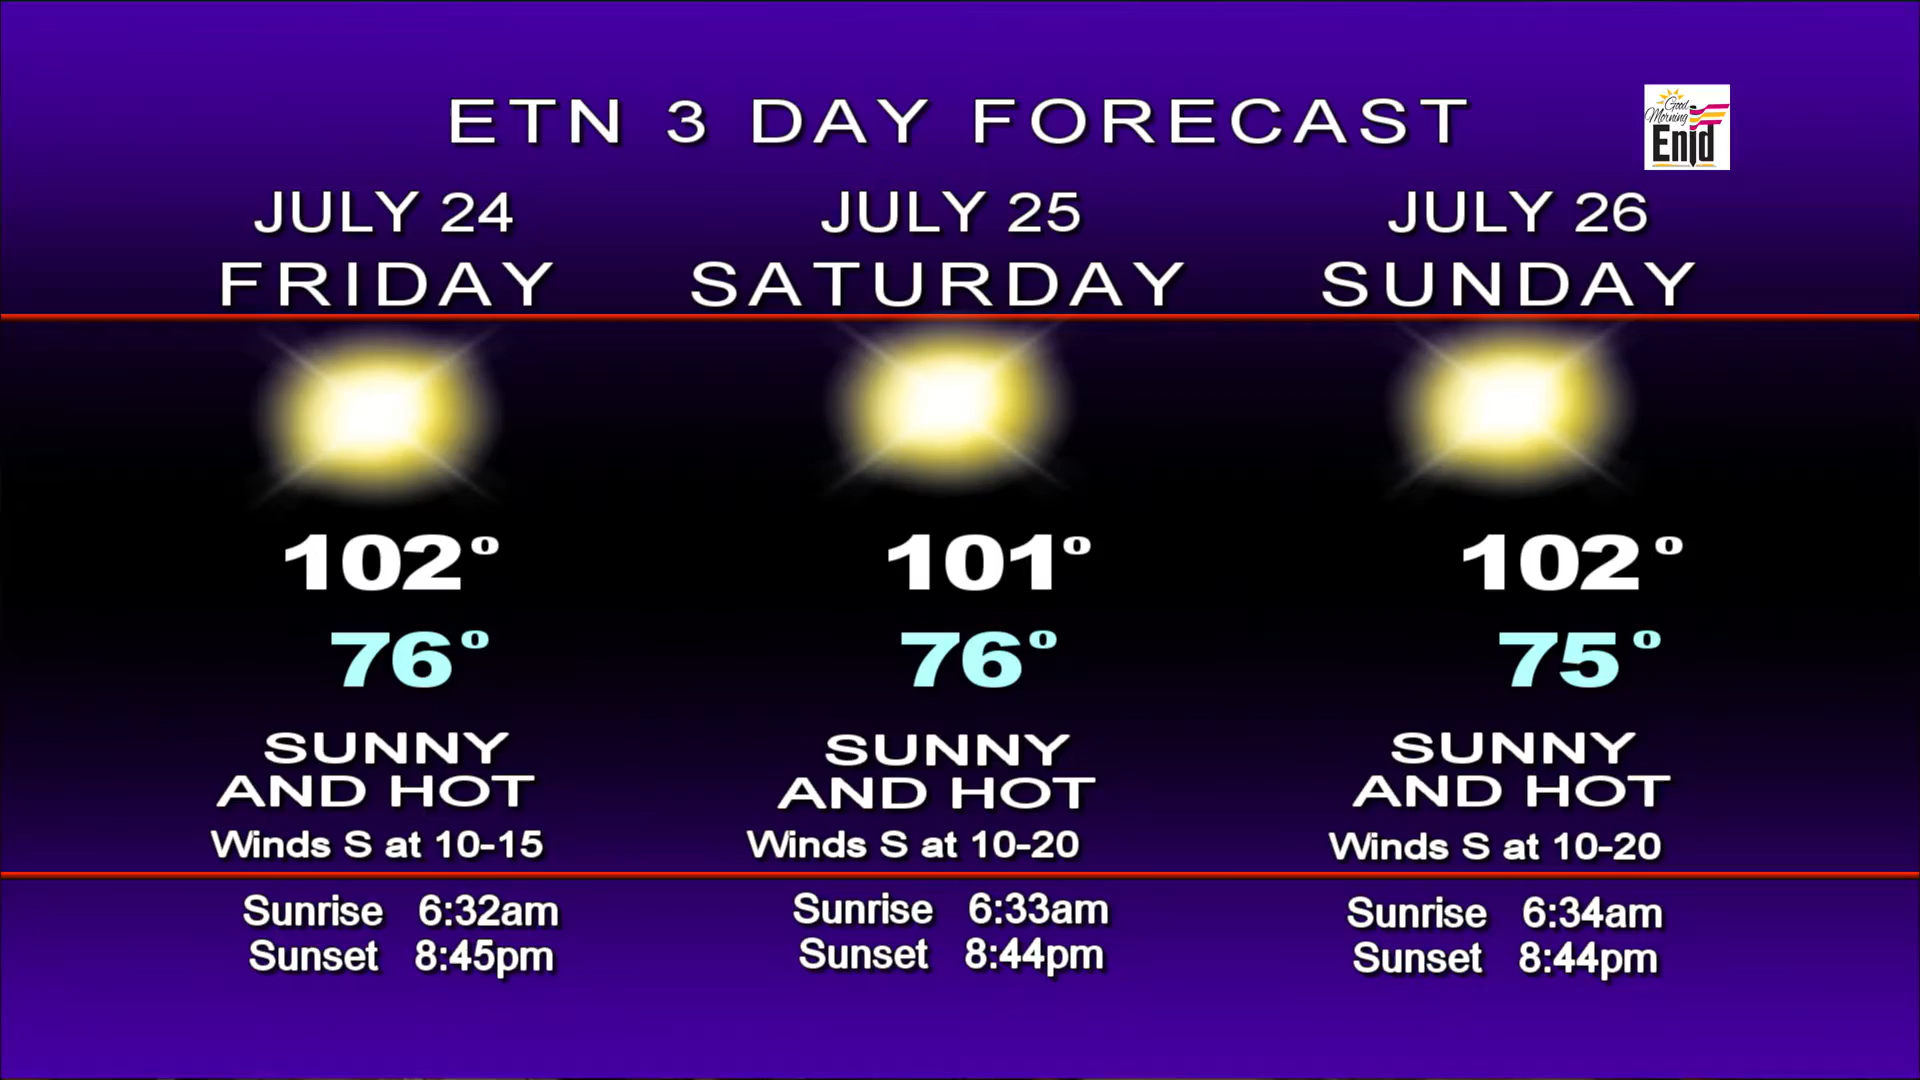 ETN 3 DAY FORECAST
Good
Morning
Enid
JULY 24
FRIDAY
102°
76°
SUNNY
AND HOT
Winds S at 10-15
Sunrise 6:32am
Sunset 8:45pm
JULY 25
SATURDAY
101°
76°
SUNNY
AND HOT
Winds S at 10-20
Sunrise 6:33am
Sunset 8:44pm
JULY 26
SUNDAY
102°
75°
SUNNY
AND HOT
Winds S at 10-20
Sunrise 6:34am
Sunset 8:44pm